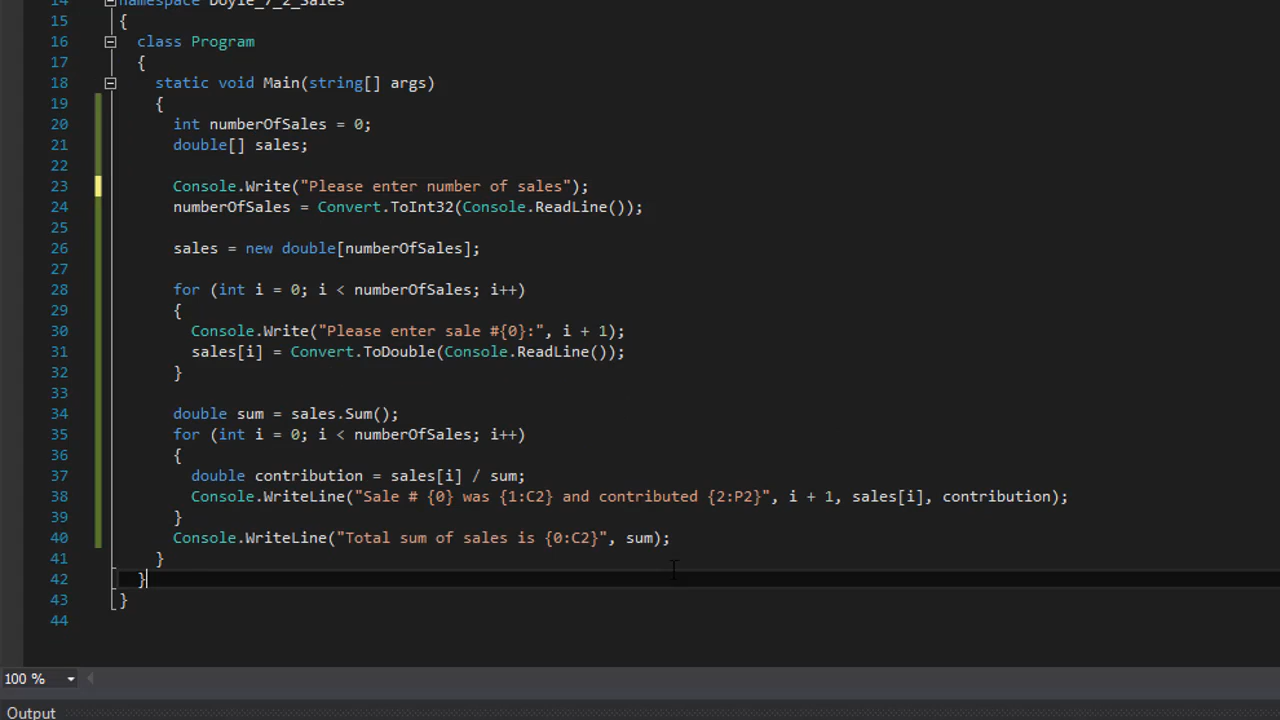 14 namespace Doyle_7_2_Sales
15 {
16 class Program
17 {
18 static void Main(string[] args)
19 {
20 int numberOfSales = 0;
21 double[] sales;
22
23 Console.Write("Please enter number of sales");
24 numberOfSales = Convert.ToInt32(Console.ReadLine());
25
26 sales = new double[numberOfSales];
27
28 for (int i = 0; i < numberOfSales; i++)
29 {
30 Console.Write("Please enter sale #{0}:", i + 1);
31 sales[i] = Convert.ToDouble(Console.ReadLine());
32 }
33
34 double sum = sales.Sum();
35 for (int i = 0; i < numberOfSales; i++)
36 {
37 double contribution = sales[i] / sum;
38 Console.WriteLine("Sale # {0} was {1:C2} and contributed {2:P2}", i + 1, sales[i], contribution);
39 }
40 Console.WriteLine("Total sum of sales is {0:C2}", sum);
41 }
42 }
43 }
44
100 %
Output